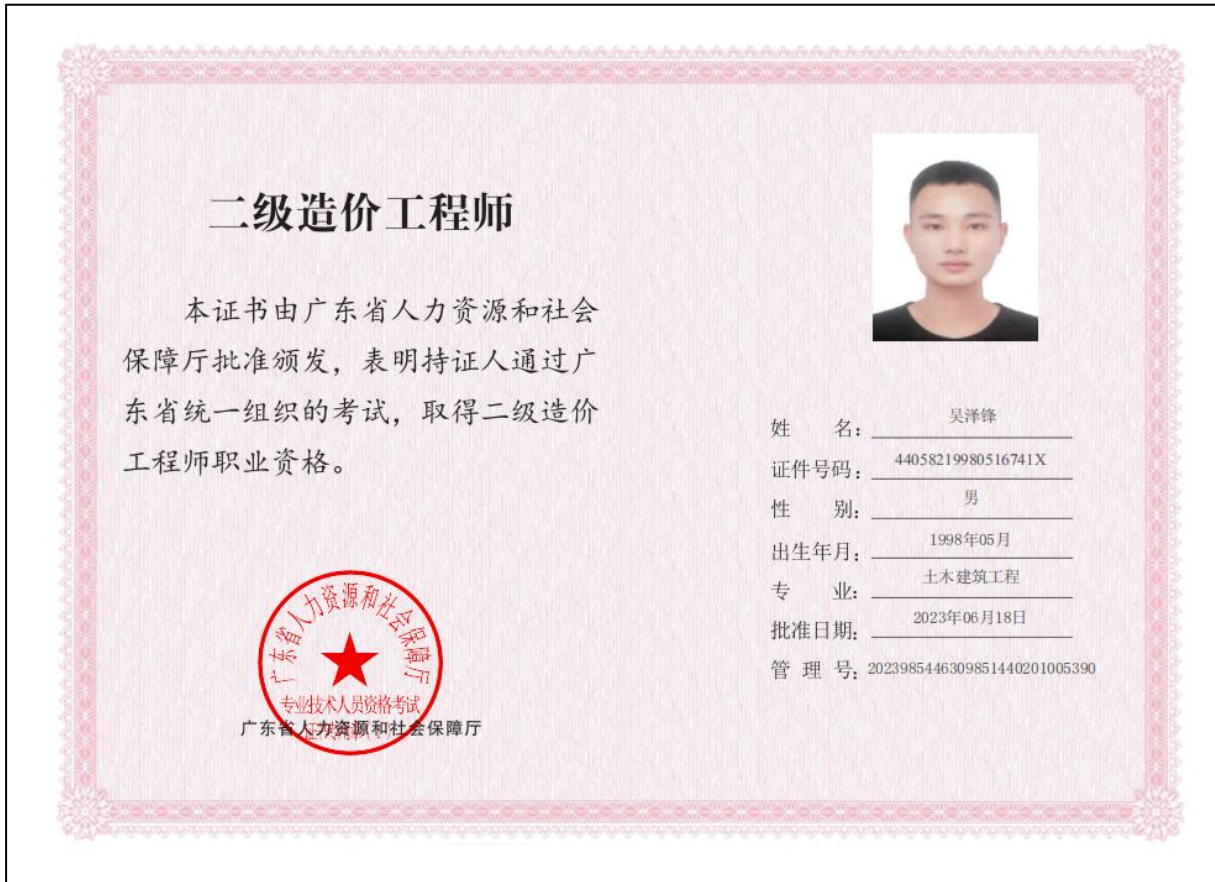 二级造价工程师
本证书由广东省人力资源和社会
保障厅批准颁发，表明持证人通过广
东省统一组织的考试，取得二级造价
工程师职业资格。
广东省人力资源和社会保障厅
专业技术人员资格考试
广东省人力资源和社会保障厅
姓 名：吴泽锋
证件号码：44058219980516741X
性 别：男
出生年月：1998年05月
专 业：土木建筑工程
批准日期：2023年06月18日
管 理 号：2023985446309851440201005390